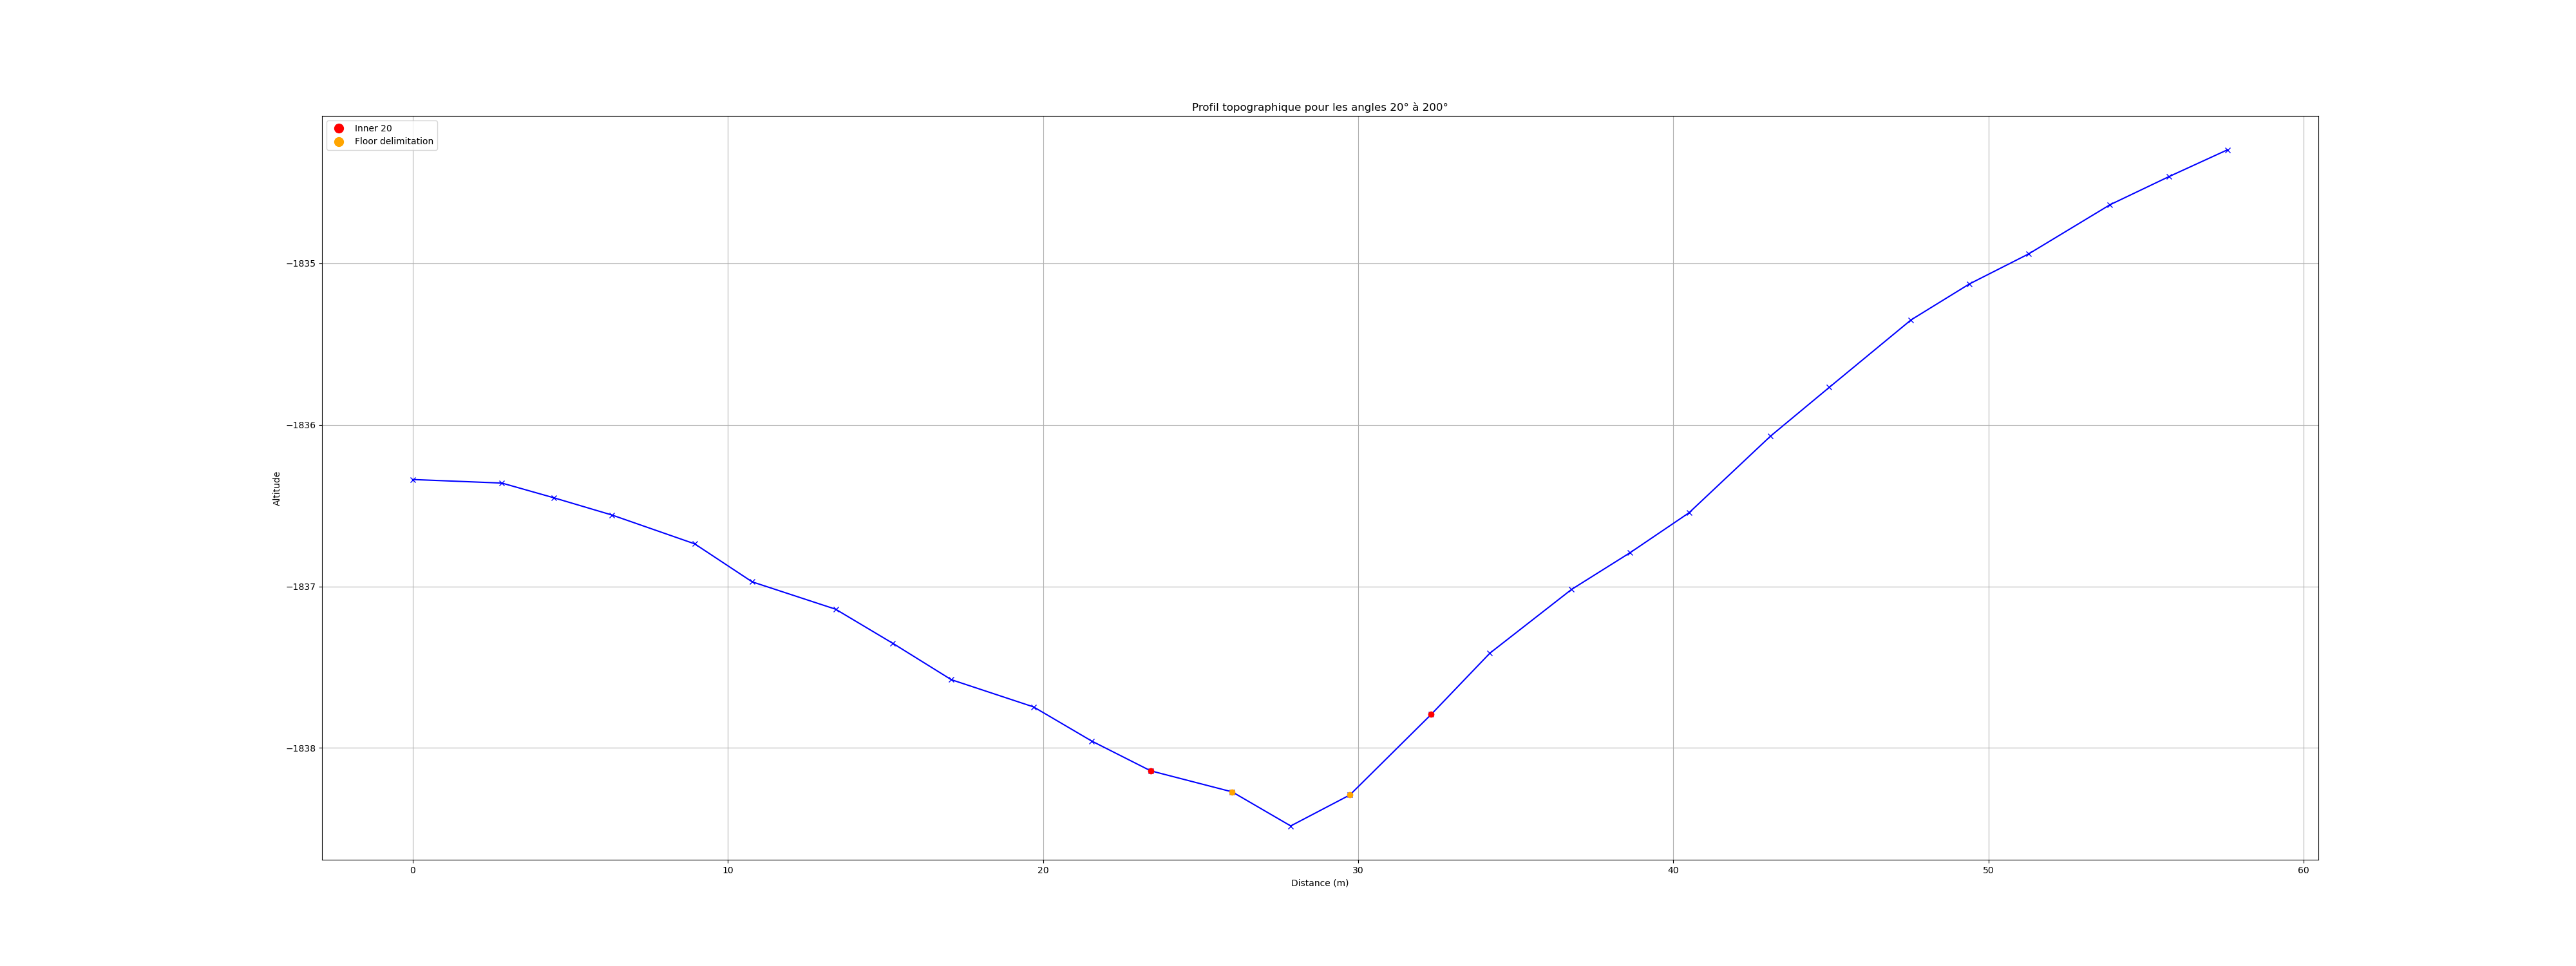 Profil topographique pour les angles 20° à 200°
Inner 20
Floor delimitation
−1835
−1836
−1837
−1838
Altitude
0 10 20 30 40 50 60
Distance (m)